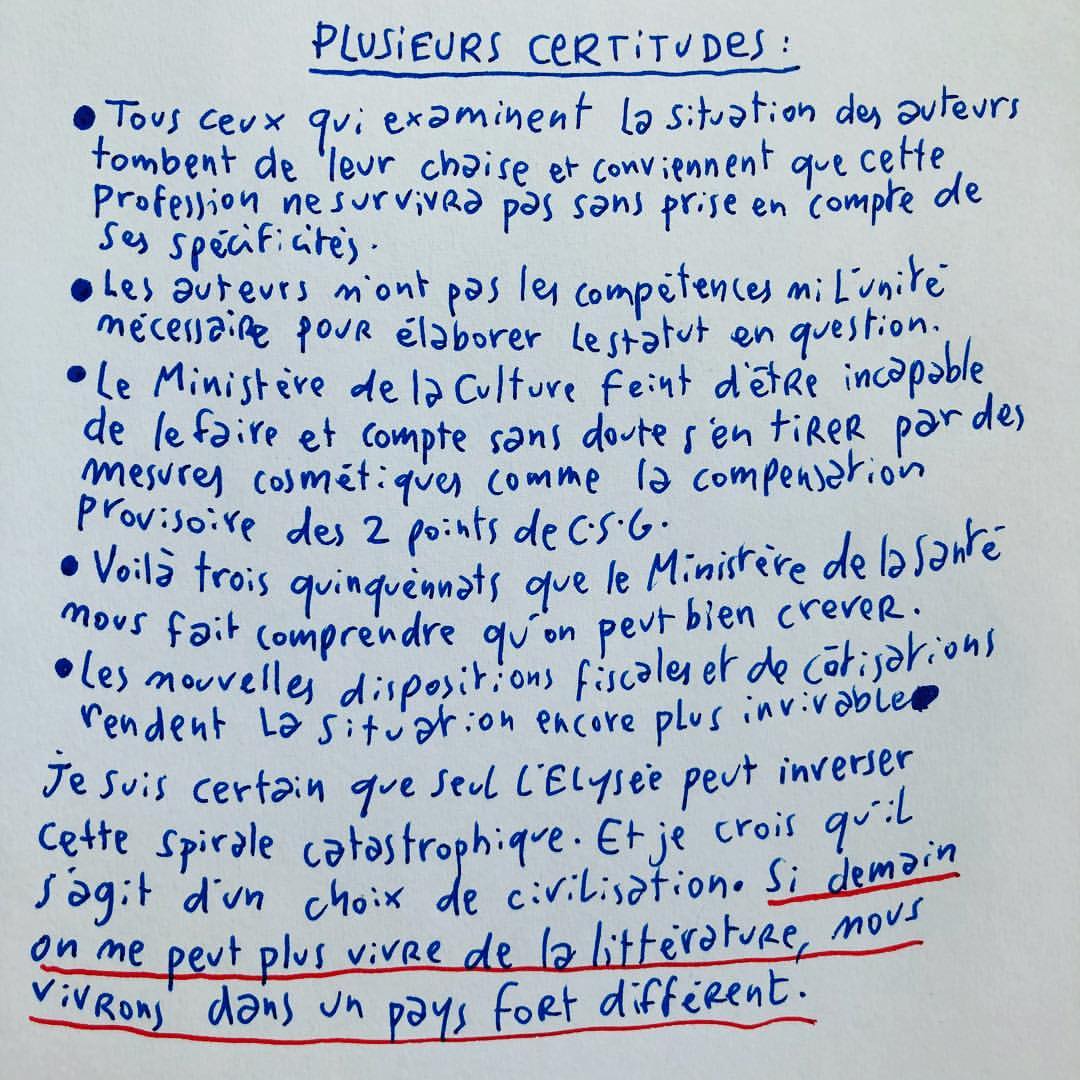 PLUSIEURS CERTITUDES :
• Tous ceux qui examinent la situation des auteurs
tombent de leur chaise et conviennent que cette
profession ne survivra pas sans prise en compte de
ses spécificités.
• Les auteurs n'ont pas les compétences ni l'unité
nécessaire pour élaborer le statut en question.
• Le Ministère de la Culture feint d'être incapable
de le faire et compte sans doute s'en tirer par des
mesures cosmétiques comme la compensation
provisoire des 2 points de C.S.G.
• Voilà trois quinquennats que le Ministère de la Santé
nous fait comprendre qu'on peut bien crever.
• Les nouvelles dispositions fiscales et de côtisations
rendent la situation encore plus invivable.
Je suis certain que seul l'Elysée peut inverser
cette spirale catastrophique. Et je crois qu'il
s'agit d'un choix de civilisation. Si demain
on ne peut plus vivre de la littérature, nous
vivrons dans un pays fort différent.